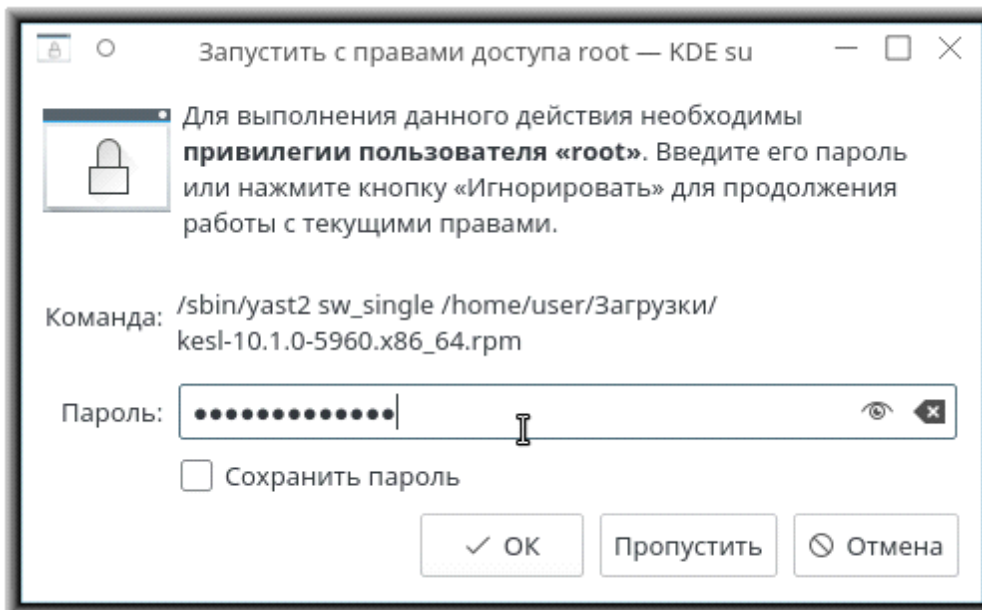 Запустить с правами доступа root — KDE su
Для выполнения данного действия необходимы
привилегии пользователя «root». Введите его пароль
или нажмите кнопку «Игнорировать» для продолжения
работы с текущими правами.
Команда: /sbin/yast2 sw_single /home/user/Загрузки/
kesl-10.1.0-5960.x86_64.rpm
Пароль: •••••••••••••
Сохранить пароль
ОК Пропустить Отмена